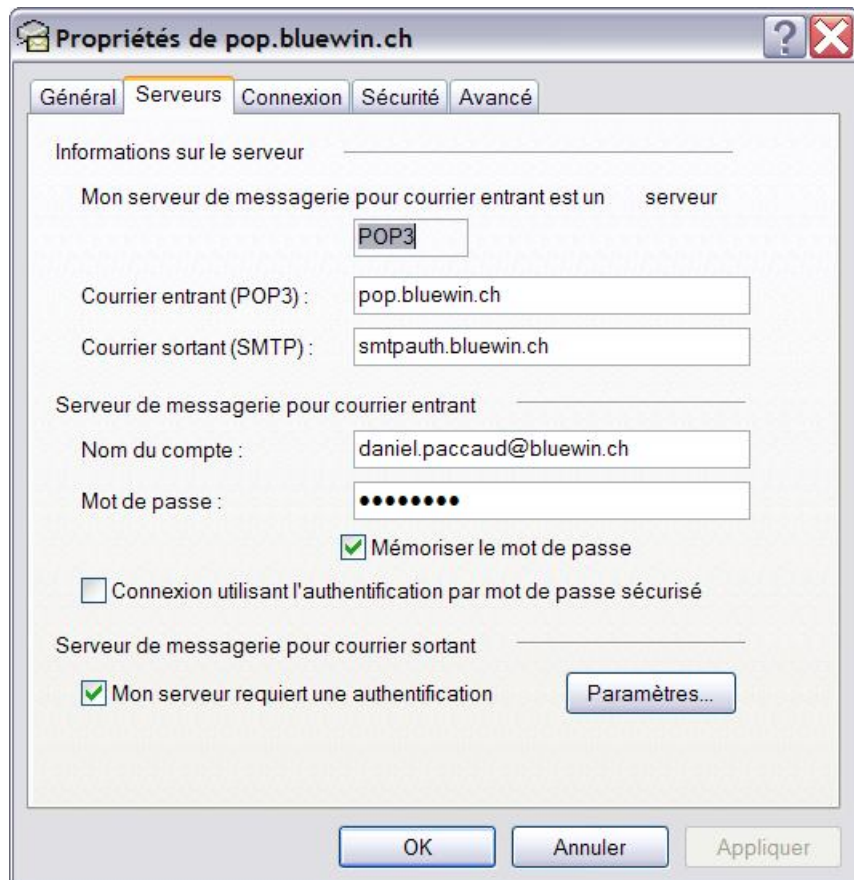 Propriétés de pop.bluewin.ch
?
Général Serveurs Connexion Sécurité Avancé
Informations sur le serveur
Mon serveur de messagerie pour courrier entrant est un serveur
POP3
Courrier entrant (POP3) : pop.bluewin.ch
Courrier sortant (SMTP) : smtpauth.bluewin.ch
Serveur de messagerie pour courrier entrant
Nom du compte : daniel.paccaud@bluewin.ch
Mot de passe : ●●●●●●●●
Mémoriser le mot de passe
Connexion utilisant l'authentification par mot de passe sécurisé
Serveur de messagerie pour courrier sortant
Mon serveur requiert une authentification Paramètres...
OK Annuler Appliquer